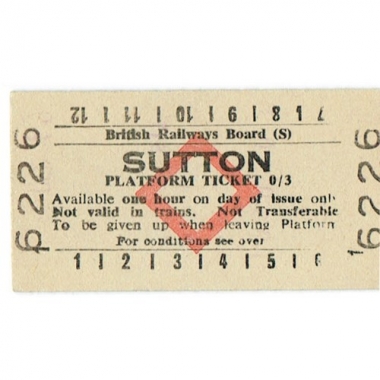 7 1 8 | 9 | 10 | 11 1 12
British Railways Board (S)
SUTTON
PLATFORM TICKET 0/3
Available one hour on day of issue only
Not valid in trains. Not Transferable
To be given up when leaving Platform
For conditions see over
1 | 2 | 3 | 4 | 5 | 6
6226
6226